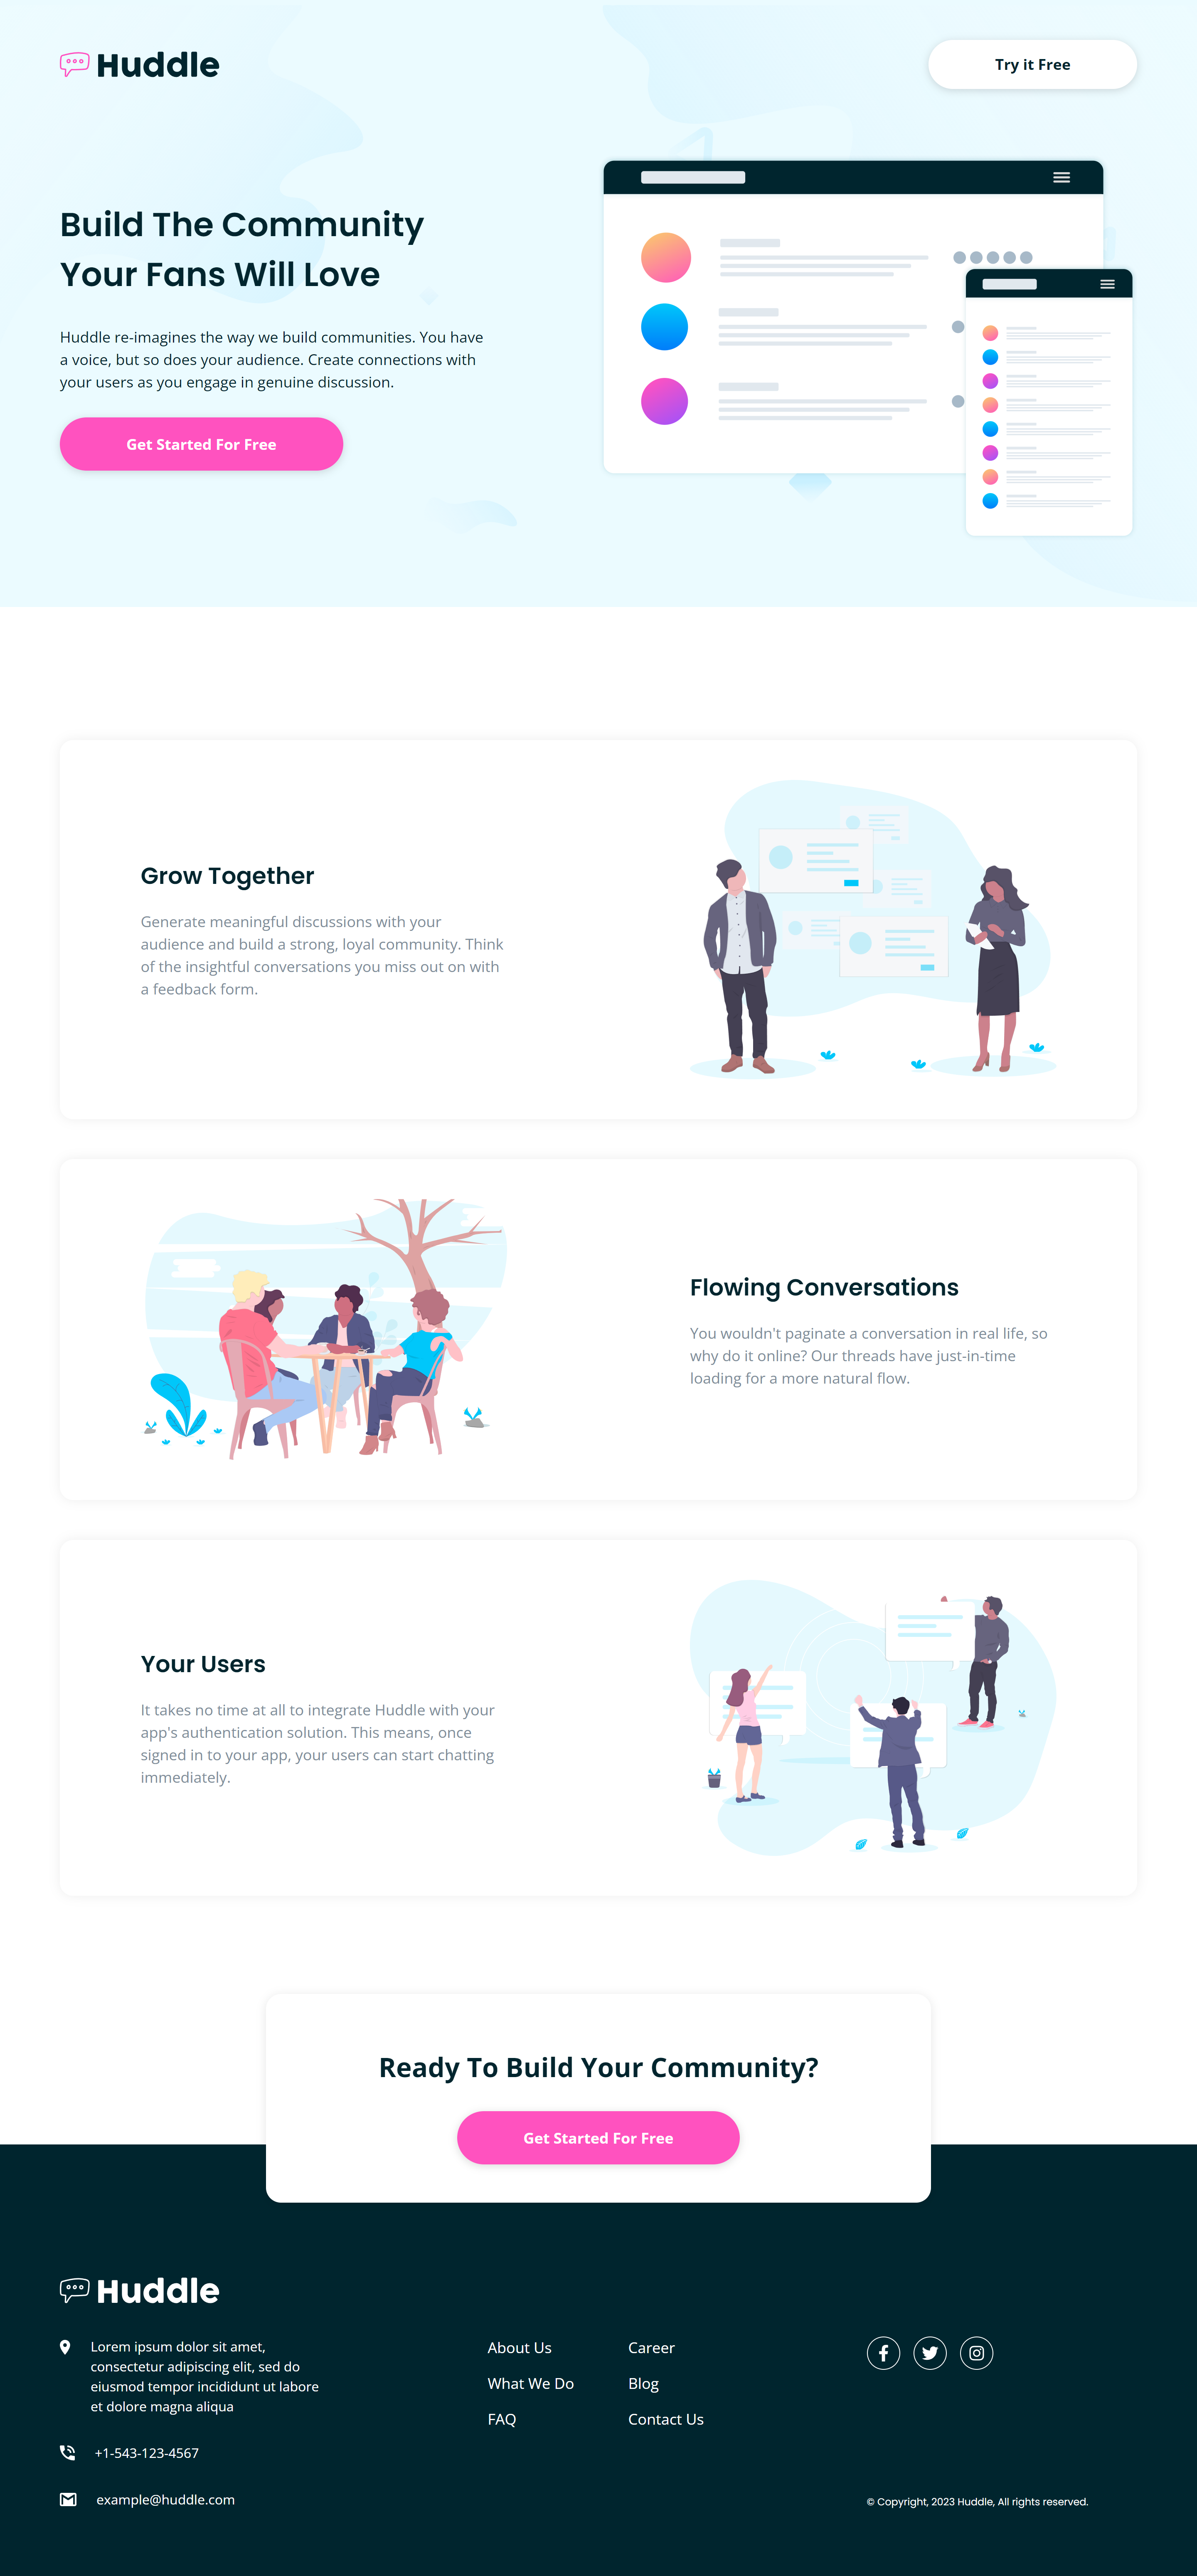 Huddle
Try it Free
Build The Community
Your Fans Will Love
Huddle re-imagines the way we build communities. You have
a voice, but so does your audience. Create connections with
your users as you engage in genuine discussion.
Get Started For Free
Grow Together
Generate meaningful discussions with your
audience and build a strong, loyal community. Think
of the insightful conversations you miss out on with
a feedback form.
Flowing Conversations
You wouldn't paginate a conversation in real life, so
why do it online? Our threads have just-in-time
loading for a more natural flow.
Your Users
It takes no time at all to integrate Huddle with your
app's authentication solution. This means, once
signed in to your app, your users can start chatting
immediately.
Ready To Build Your Community?
Get Started For Free
Huddle
Lorem ipsum dolor sit amet,
consectetur adipiscing elit, sed do
eiusmod tempor incididunt ut labore
et dolore magna aliqua
+1-543-123-4567
example@huddle.com
About Us
What We Do
FAQ
Career
Blog
Contact Us
© Copyright, 2023 Huddle, All rights reserved.